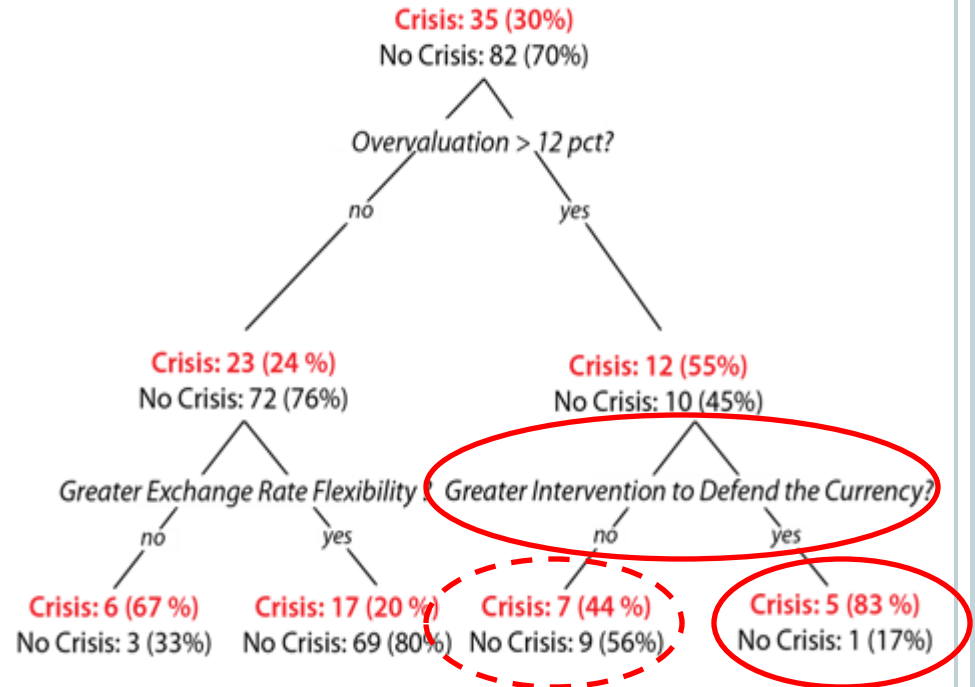 Crisis: 35 (30%)
No Crisis: 82 (70%)
Overvaluation > 12 pct?
no
yes
Crisis: 23 (24 %)
No Crisis: 72 (76%)
Crisis: 12 (55%)
No Crisis: 10 (45%)
Greater Exchange Rate Flexibility ?
Greater Intervention to Defend the Currency?
no
yes
no
yes
Crisis: 6 (67 %)
No Crisis: 3 (33%)
Crisis: 17 (20 %)
No Crisis: 69 (80%)
Crisis: 7 (44 %)
No Crisis: 9 (56%)
Crisis: 5 (83 %)
No Crisis: 1 (17%)